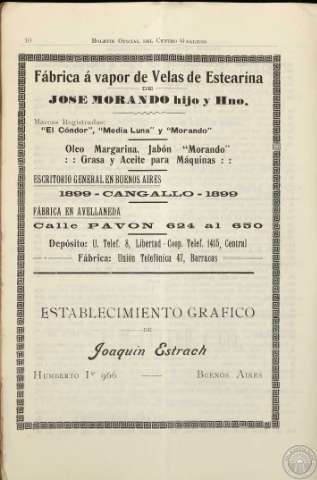 10 BOLETIN OFICIAL DEL CENTRO GALLEGO
Fábrica á vapor de Velas de Estearina
DE
JOSE MORANDO hijo y Hno.
Marcas Registradas:
"El Cóndor", "Media Luna" y "Morando"
Oleo Margarina, Jabón "Morando"
: : Grasa y Aceite para Máquinas : :
ESCRITORIO GENERAL EN BUENOS AIRES
1899 - CANGALLO - 1899
FÁBRICA EN AVELLANEDA
Calle PAVON 624 al 650
Depósito: U. Telef. 8, Libertad - Coop. Telef. 1415, Central
Fábrica: Unión Telefónica 47, Barracas
ESTABLECIMIENTO GRAFICO
DE
Joaquín Estrach
HUMBERTO Iº 966 — BUENOS AIRES